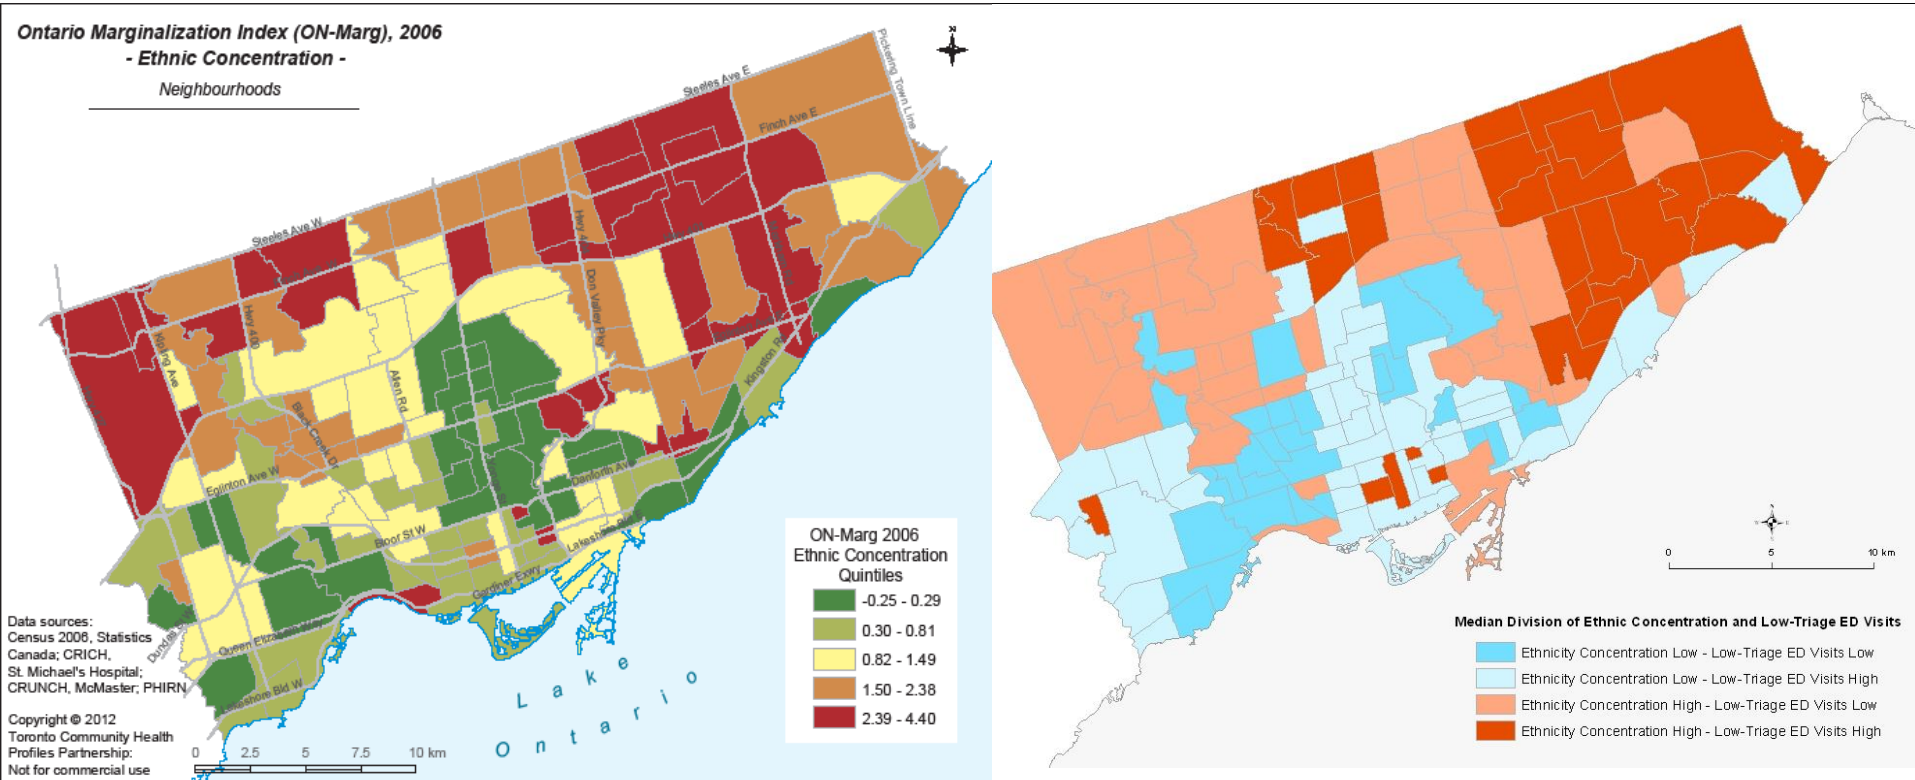 Ontario Marginalization Index (ON-Marg), 2006
- Ethnic Concentration -
Neighbourhoods
N
Pickering Town Line
Steeles Ave E
Finch Ave E
Steeles Ave W
Hwy 400
Kipling Ave
Don Valley Pky
Allen Rd
Black Creek Dr
Kingston Rd
Eglinton Ave W
Danforth Ave
Bloor St W
Gardiner Expy
Queen Elizabeth Way
Lakeshore Bld W
Lake
Ontario
ON-Marg 2006
Ethnic Concentration
Quintiles
-0.25 - 0.29
0.30 - 0.81
0.82 - 1.49
1.50 - 2.38
2.39 - 4.40
Data sources:
Census 2006, Statistics
Canada; CRICH,
St. Michael's Hospital;
CRUNCH, McMaster; PHIRN
Copyright © 2012
Toronto Community Health
Profiles Partnership:
Not for commercial use
0 2.5 5 7.5 10 km
0 5 10 km
Median Division of Ethnic Concentration and Low-Triage ED Visits
Ethnicity Concentration Low - Low-Triage ED Visits Low
Ethnicity Concentration Low - Low-Triage ED Visits High
Ethnicity Concentration High - Low-Triage ED Visits Low
Ethnicity Concentration High - Low-Triage ED Visits High